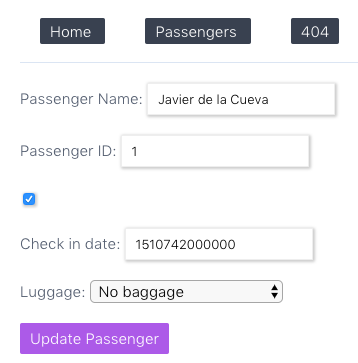 Home Passengers 404
Passenger Name: Javier de la Cueva
Passenger ID: 1
Check in date: 1510742000000
Luggage: No baggage
Update Passenger